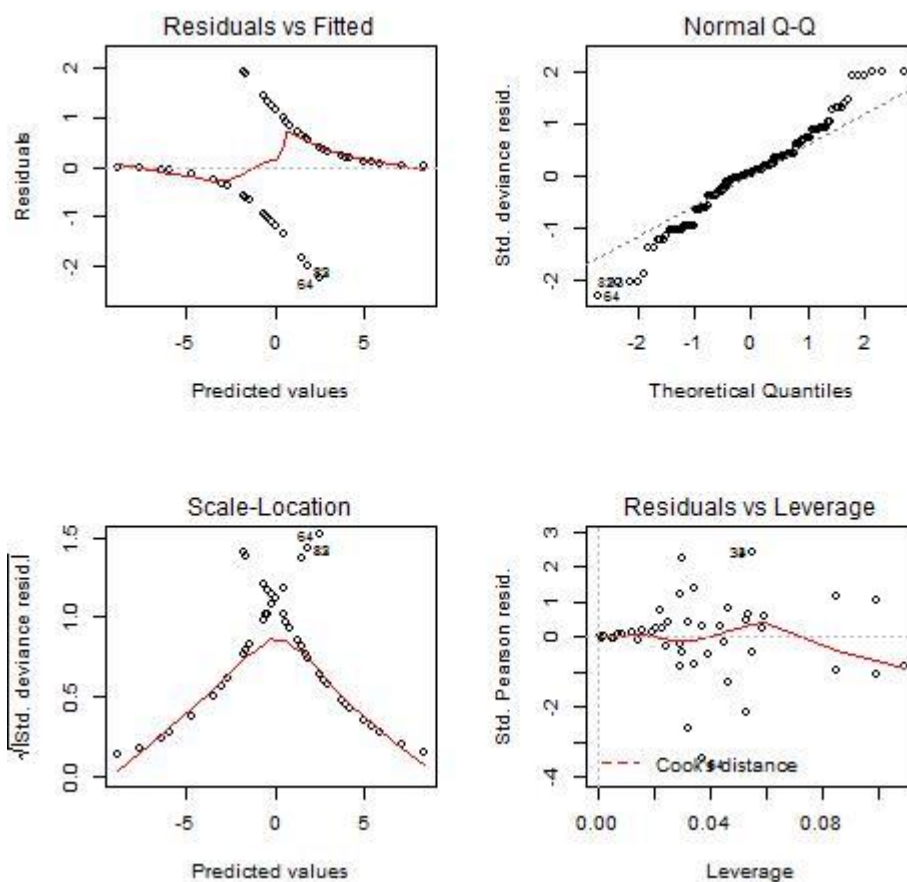 Residuals vs Fitted
Residuals
2
1
0
-1
-2
64
-5 0 5
Predicted values
Normal Q-Q
Std. deviance resid.
2
1
0
-1
-2
64
-2 -1 0 1 2
Theoretical Quantiles
Scale-Location
√|Std. deviance resid.|
1.5
1.0
0.5
0.0
64
-5 0 5
Predicted values
Residuals vs Leverage
Std. Pearson resid.
3
2
1
0
-2
-4
Cook's distance
64
0.00 0.04 0.08
Leverage